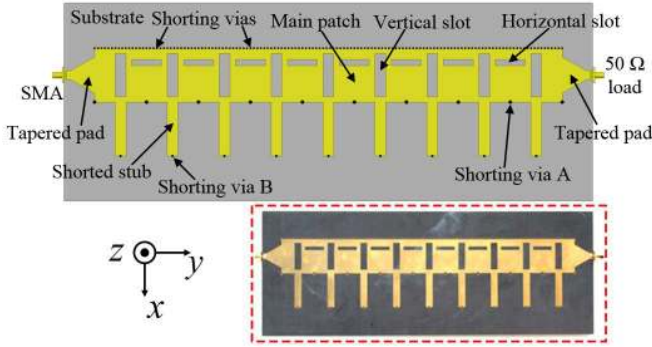 Substrate Shorting vias Main patch Vertical slot Horizontal slot
SMA
50 Ω
load
Tapered pad
Tapered pad
Shorted stub
Shorting via B
Shorting via A
z
y
x